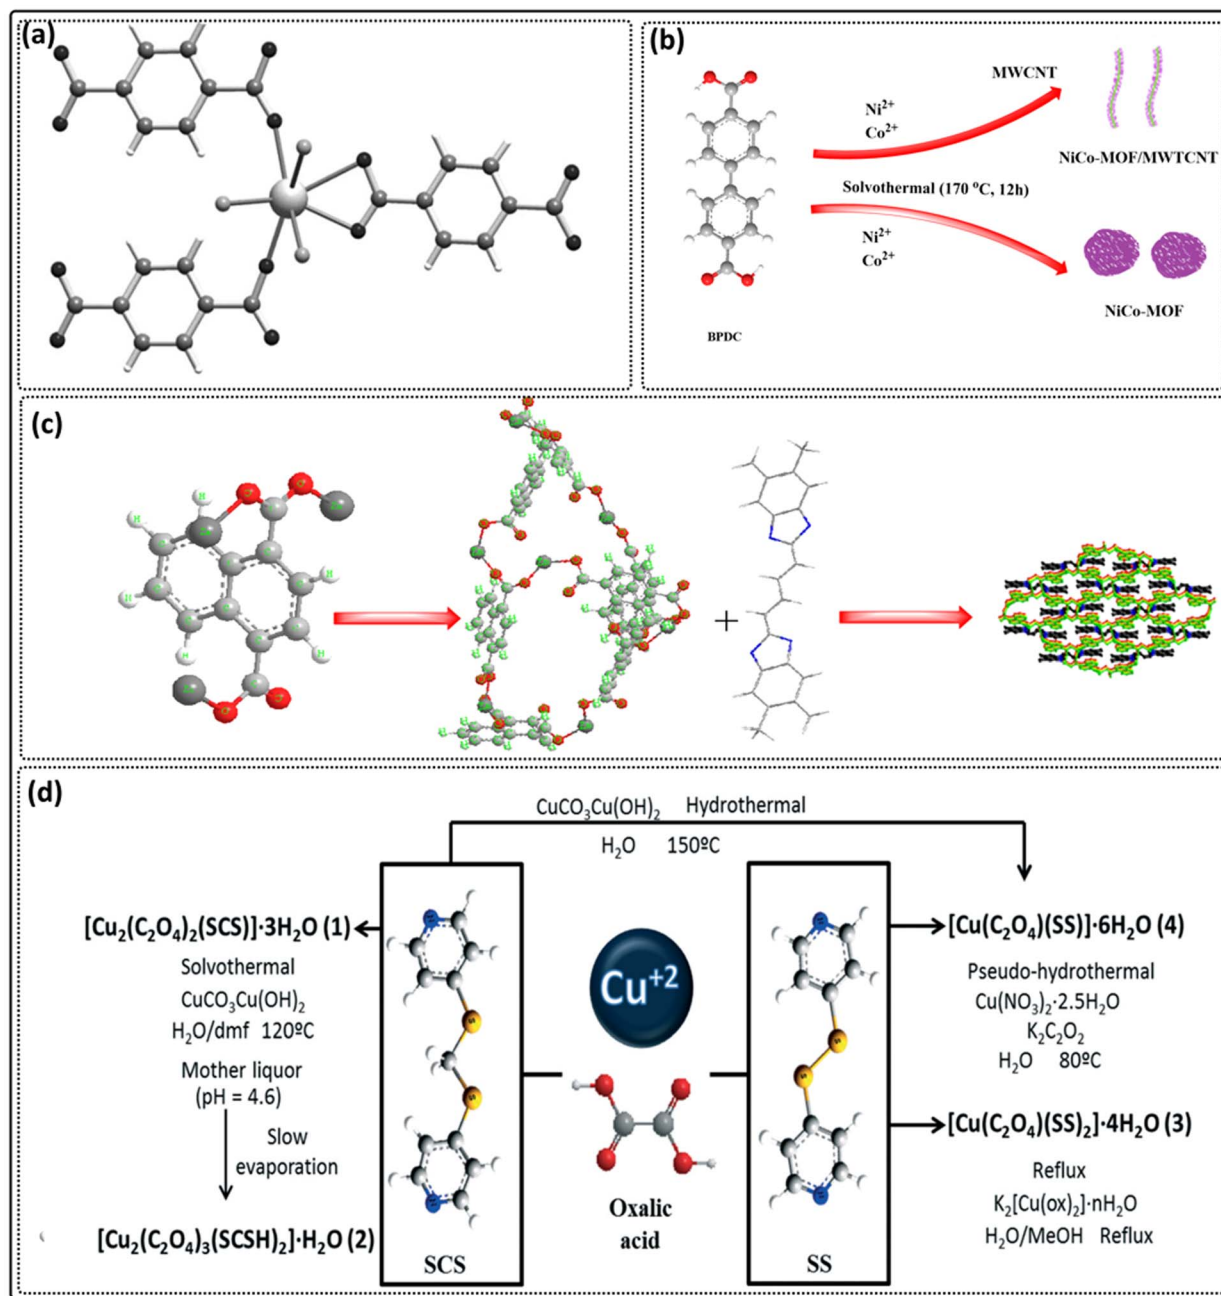 (a)
(b)
MWCNT
Ni²⁺
Co²⁺
NiCo-MOF/MWTCNT
Solvothermal (170 °C, 12h)
Ni²⁺
Co²⁺
NiCo-MOF
BPDC
(c)
+
(d)
CuCO₃Cu(OH)₂ Hydrothermal
H₂O 150ºC
[Cu₂(C₂O₄)₂(SCS)]·3H₂O (1)
Solvothermal
CuCO₃Cu(OH)₂
H₂O/dmf 120ºC
Mother liquor
(pH = 4.6)
Slow
evaporation
[Cu₂(C₂O₄)₃(SCSH)₂]·H₂O (2)
SCS
Cu⁺²
Oxalic
acid
SS
[Cu(C₂O₄)(SS)]·6H₂O (4)
Pseudo-hydrothermal
Cu(NO₃)₂·2.5H₂O
K₂C₂O₂
H₂O 80ºC
[Cu(C₂O₄)(SS)₂]·4H₂O (3)
Reflux
K₂[Cu(ox)₂]·nH₂O
H₂O/MeOH Reflux